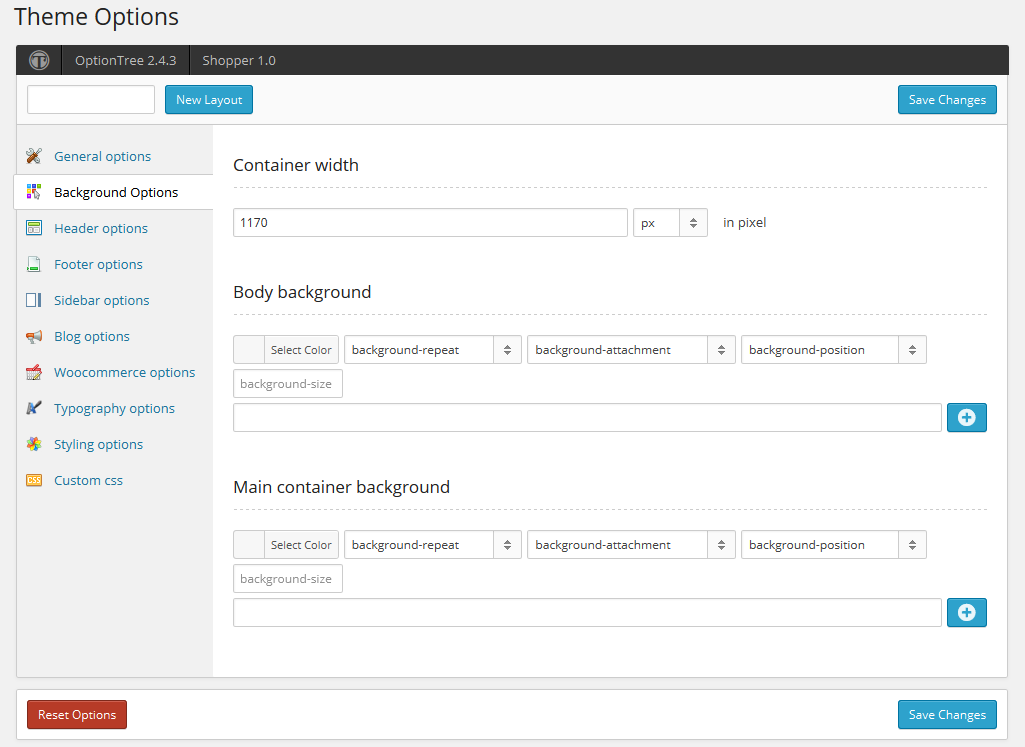 Theme Options
OptionTree 2.4.3 Shopper 1.0
New Layout Save Changes
General options
Background Options
Header options
Footer options
Sidebar options
Blog options
Woocommerce options
Typography options
Styling options
CSS Custom css
Container width
1170 px in pixel
Body background
Select Color background-repeat background-attachment background-position
background-size
Main container background
Select Color background-repeat background-attachment background-position
background-size
Reset Options Save Changes